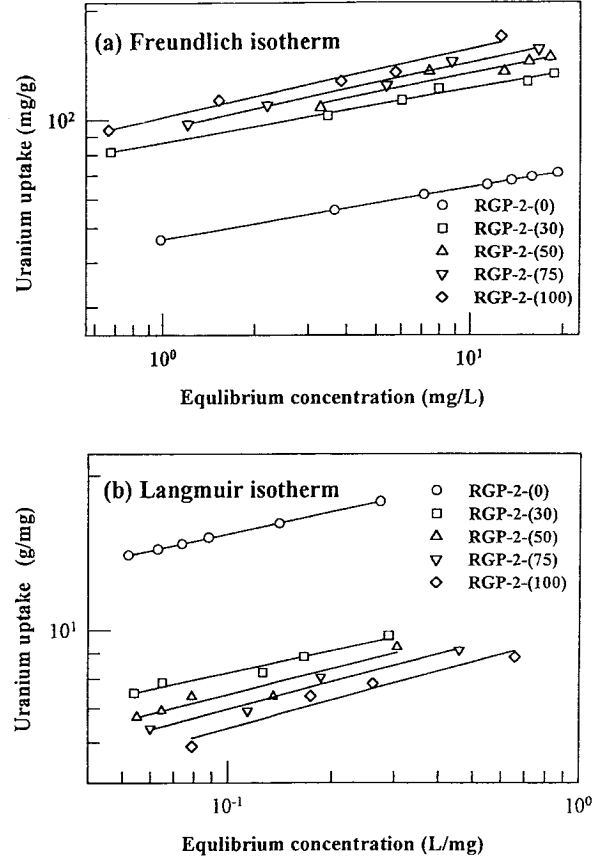 (a) Freundlich isotherm
Uranium uptake (mg/g)
10²
RGP-2-(0)
RGP-2-(30)
RGP-2-(50)
RGP-2-(75)
RGP-2-(100)
10⁰
10¹
Equlibrium concentration (mg/L)
(b) Langmuir isotherm
Uranium uptake (g/mg)
10¹
RGP-2-(0)
RGP-2-(30)
RGP-2-(50)
RGP-2-(75)
RGP-2-(100)
10⁻¹
10⁰
Equlibrium concentration (L/mg)